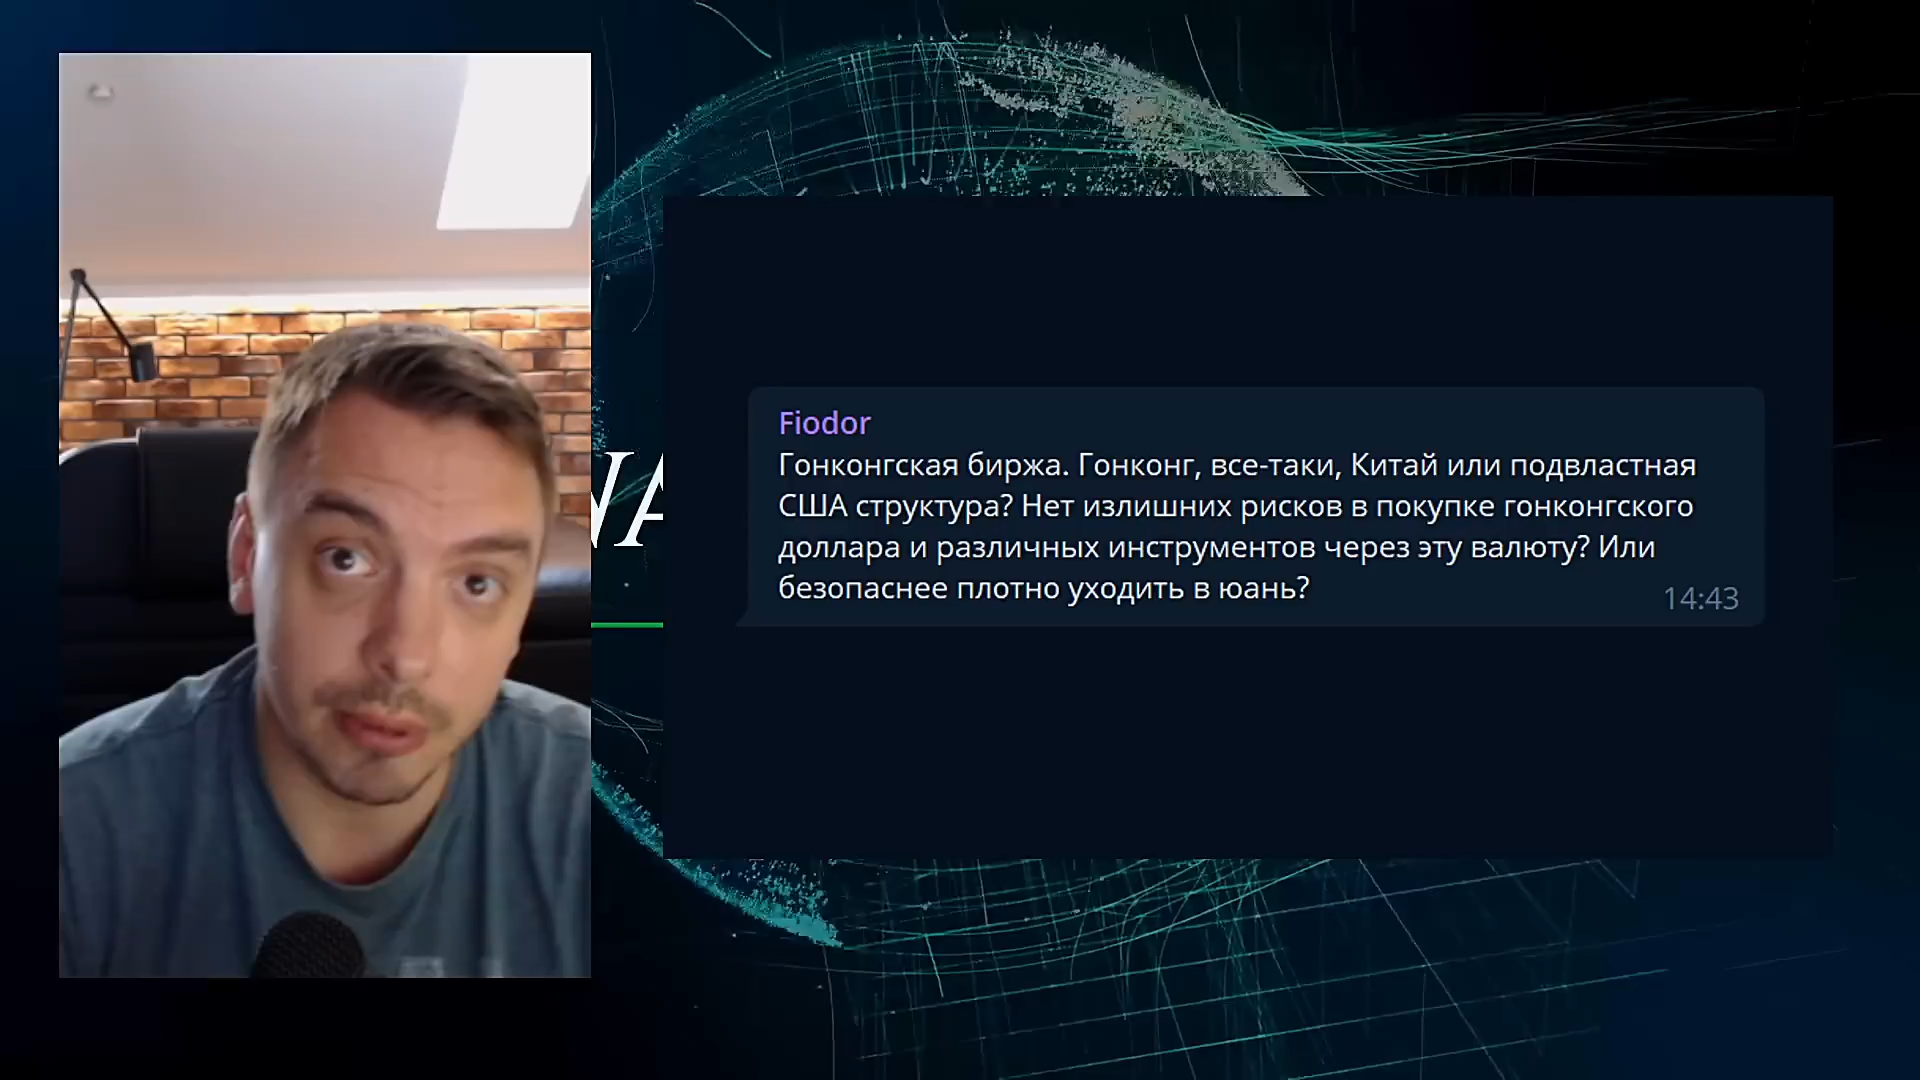 Fiodor
Гонконгская биржа. Гонконг, все-таки, Китай или подвластная
США структура? Нет излишних рисков в покупке гонконгского
доллара и различных инструментов через эту валюту? Или
безопаснее плотно уходить в юань?
14:43